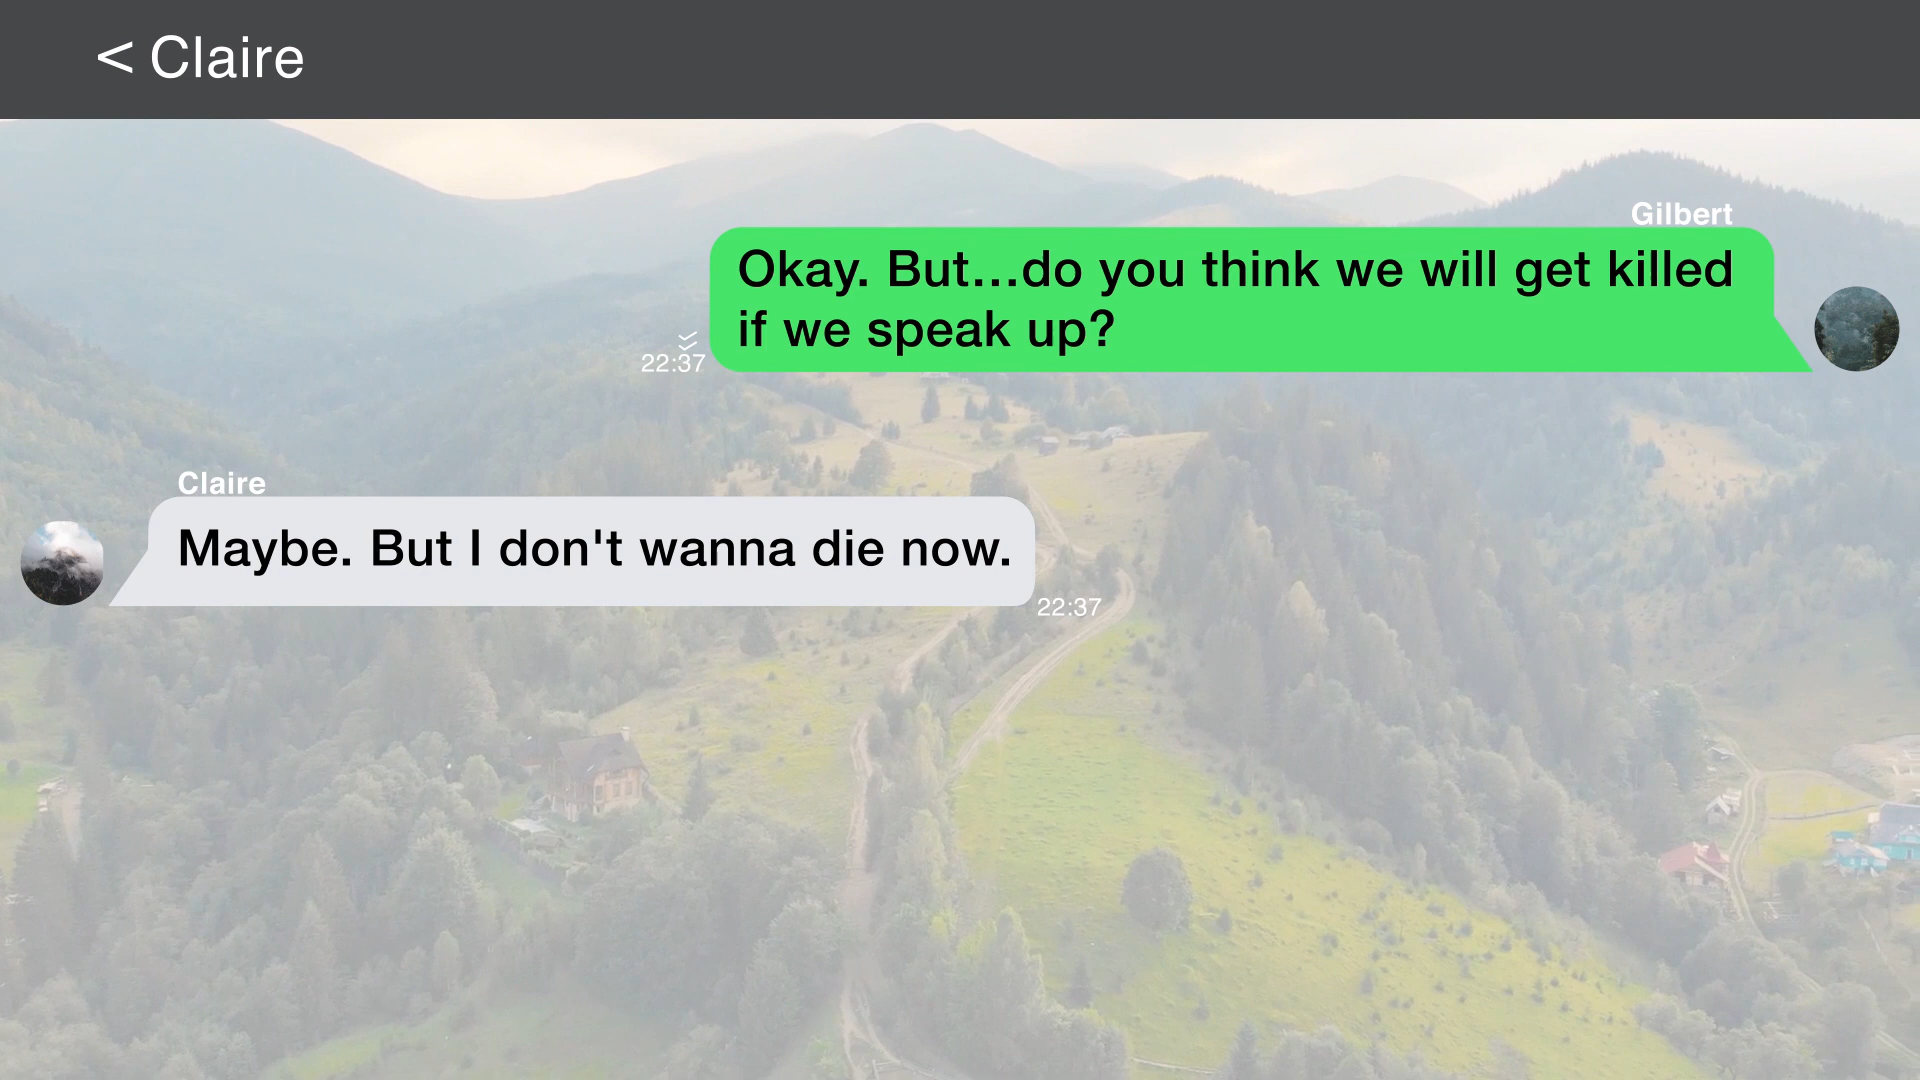 < Claire
Gilbert
Okay. But...do you think we will get killed
if we speak up?
22:37
Claire
Maybe. But I don't wanna die now.
22:37